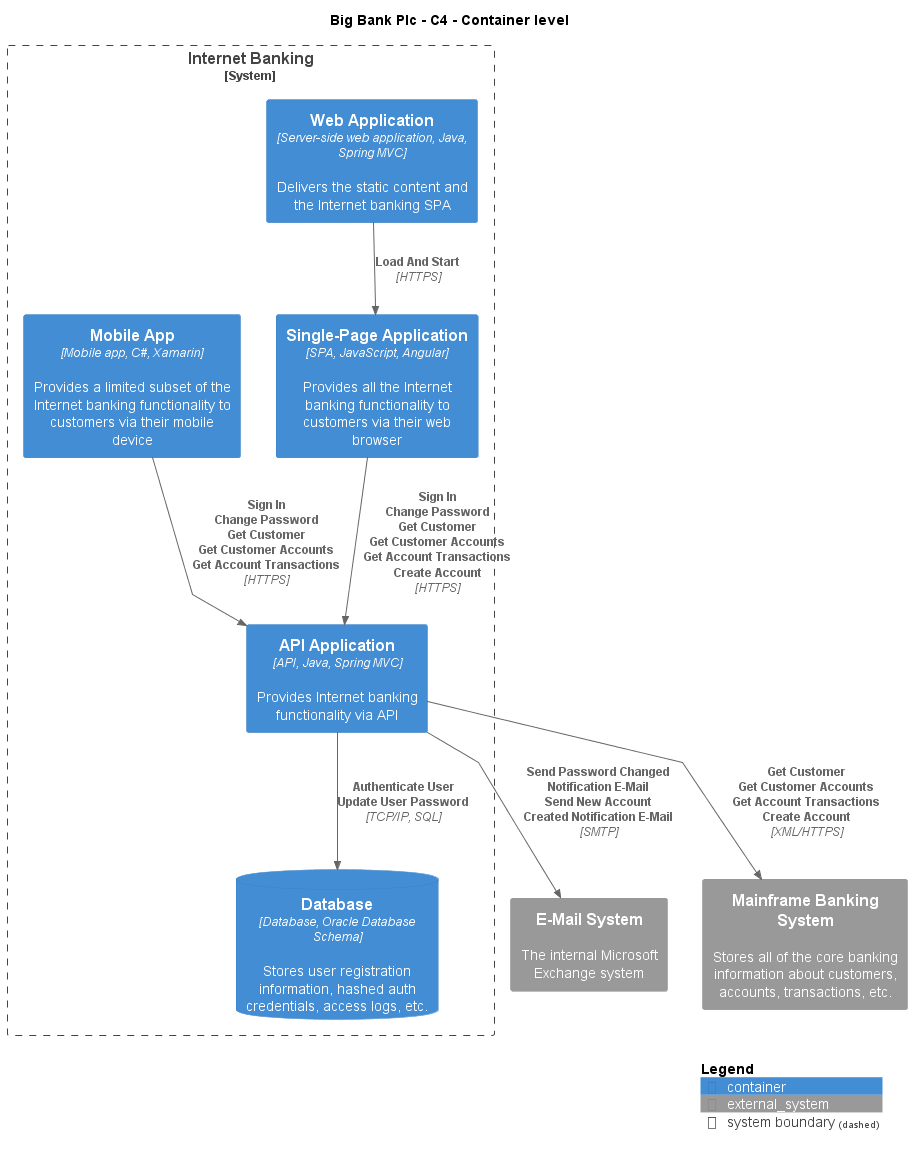 Big Bank Plc - C4 - Container level
Internet Banking
[System]
Web Application
[Server-side web application, Java,
Spring MVC]
Delivers the static content and
the Internet banking SPA
Load And Start
[HTTPS]
Mobile App
[Mobile app, C#, Xamarin]
Provides a limited subset of the
Internet banking functionality to
customers via their mobile
device
Single-Page Application
[SPA, JavaScript, Angular]
Provides all the Internet
banking functionality to
customers via their web
browser
Sign In
Change Password
Get Customer
Get Customer Accounts
Get Account Transactions
[HTTPS]
Sign In
Change Password
Get Customer
Get Customer Accounts
Get Account Transactions
Create Account
[HTTPS]
API Application
[API, Java, Spring MVC]
Provides Internet banking
functionality via API
Authenticate User
Update User Password
[TCP/IP, SQL]
Send Password Changed
Notification E-Mail
Send New Account
Created Notification E-Mail
[SMTP]
Get Customer
Get Customer Accounts
Get Account Transactions
Create Account
[XML/HTTPS]
Database
[Database, Oracle Database
Schema]
Stores user registration
information, hashed auth
credentials, access logs, etc.
E-Mail System
The internal Microsoft
Exchange system
Mainframe Banking
System
Stores all of the core banking
information about customers,
accounts, transactions, etc.
Legend
container
external_system
system boundary (dashed)